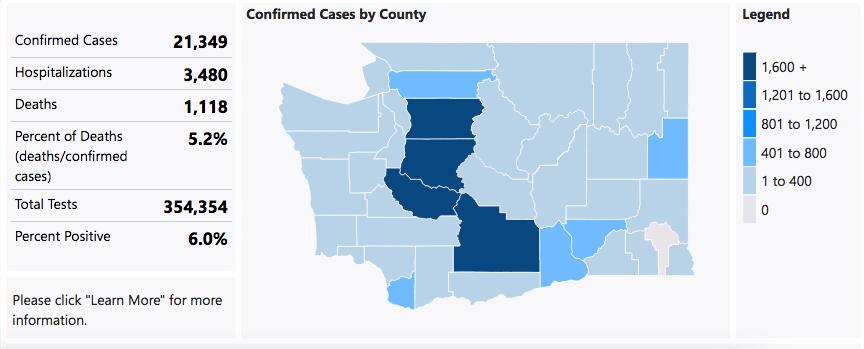 Confirmed Cases 21,349
Hospitalizations 3,480
Deaths 1,118
Percent of Deaths 5.2%
(deaths/confirmed
cases)
Total Tests 354,354
Percent Positive 6.0%
Please click "Learn More" for more
information.
Confirmed Cases by County
Legend
1,600 +
1,201 to 1,600
801 to 1,200
401 to 800
1 to 400
0